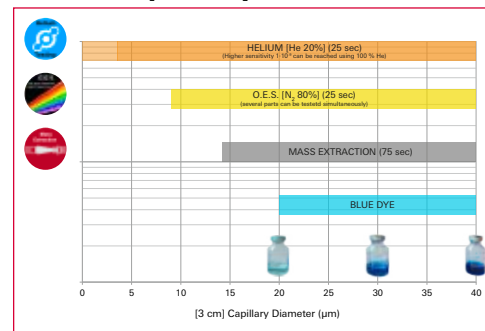 HELIUM [He 20%] (25 sec)
(Higher sensitivity 1·10⁻⁶ can be reached using 100 % He)
O.E.S. [N₂ 80%] (25 sec)
(several parts can be testetd simultaneously)
MASS EXTRACTION (75 sec)
BLUE DYE
0 5 10 15 20 25 30 35 40
[3 cm] Capillary Diameter (μm)